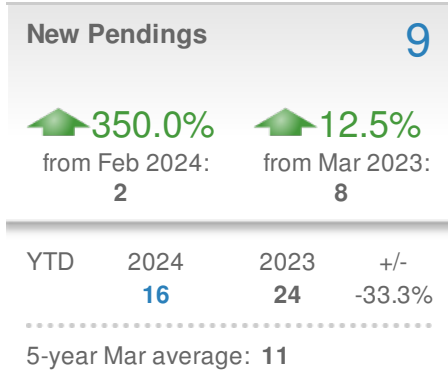 New Pendings 9
350.0% 12.5%
from Feb 2024: from Mar 2023:
2 8
YTD 2024 2023 +/-
16 24 -33.3%
5-year Mar average: 11